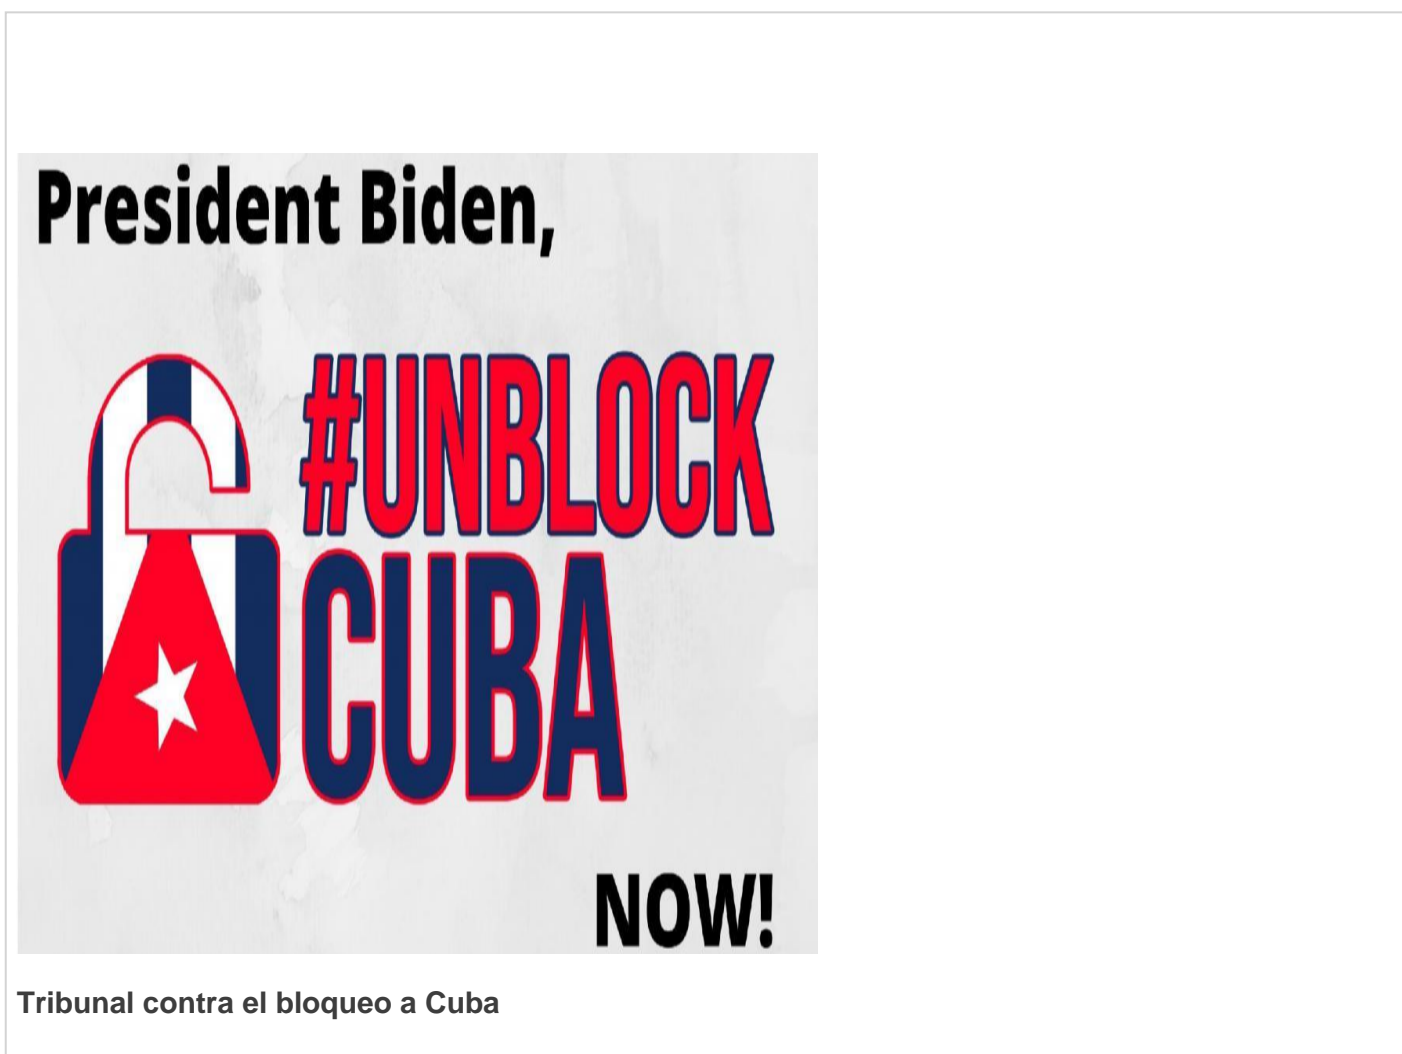 President Biden,
#UNBLOCK
CUBA
NOW!
Tribunal contra el bloqueo a Cuba